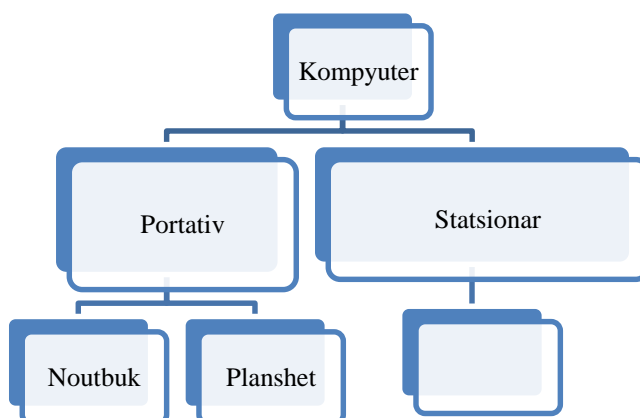 Kompyuter
Portativ
Statsionar
Noutbuk
Planshet